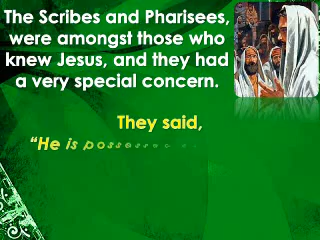 The Scribes and Pharisees,
were amongst those who
knew Jesus, and they had
a very special concern.
They said,
“He is possessed